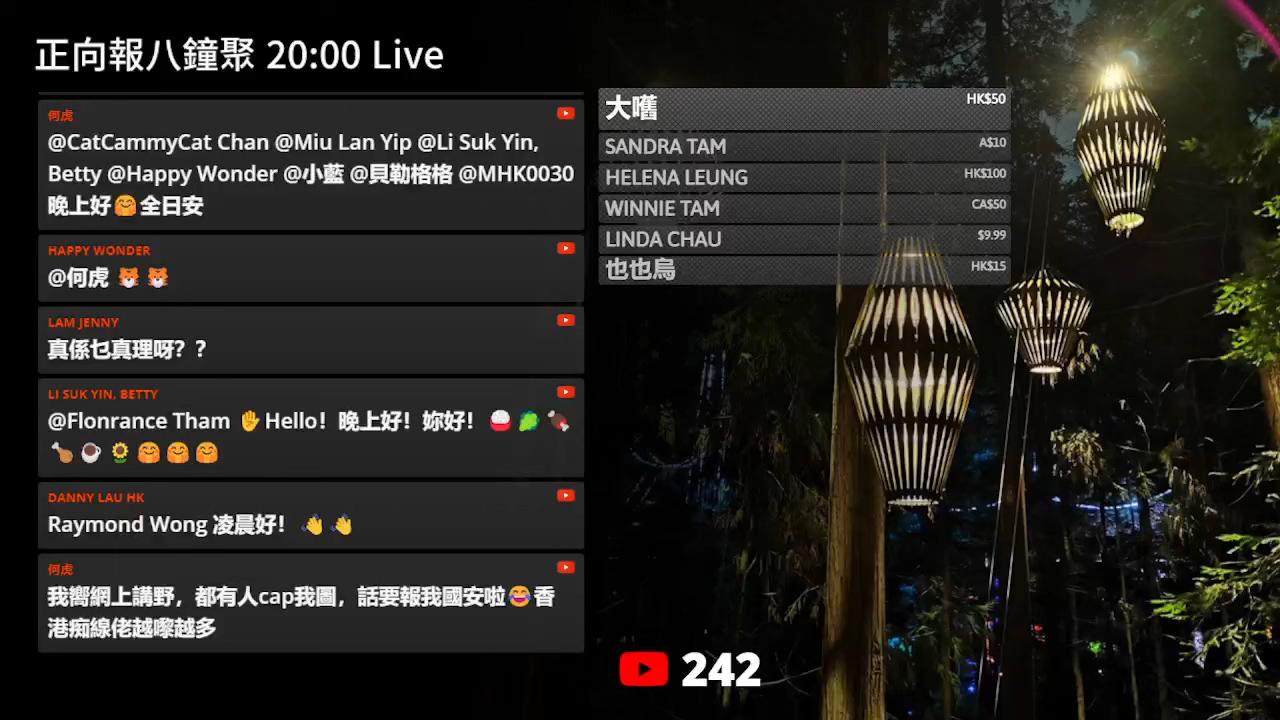 正向報八鐘聚 20:00 Live
何虎
@CatCammyCat Chan @Miu Lan Yip @Li Suk Yin,
Betty @Happy Wonder @小藍 @貝勒格格 @MHK0030
晚上好🤗全日安
HAPPY WONDER
@何虎 🐯 🐯
LAM JENNY
真係乜真理呀？？
LI SUK YIN, BETTY
@Flonrance Tham ✋Hello！晚上好！妳好！ 🍚 🥬 🍖
🍗 ☕ 🌻 🤗 🤗 🤗
DANNY LAU HK
Raymond Wong 凌晨好！ 👋 👋
何虎
我嚮網上講野，都有人cap我圖，話要報我國安啦😂香
港痴線佬越嚟越多
大嚿 HK$50
SANDRA TAM A$10
HELENA LEUNG HK$100
WINNIE TAM CA$50
LINDA CHAU $9.99
也也烏 HK$15
242